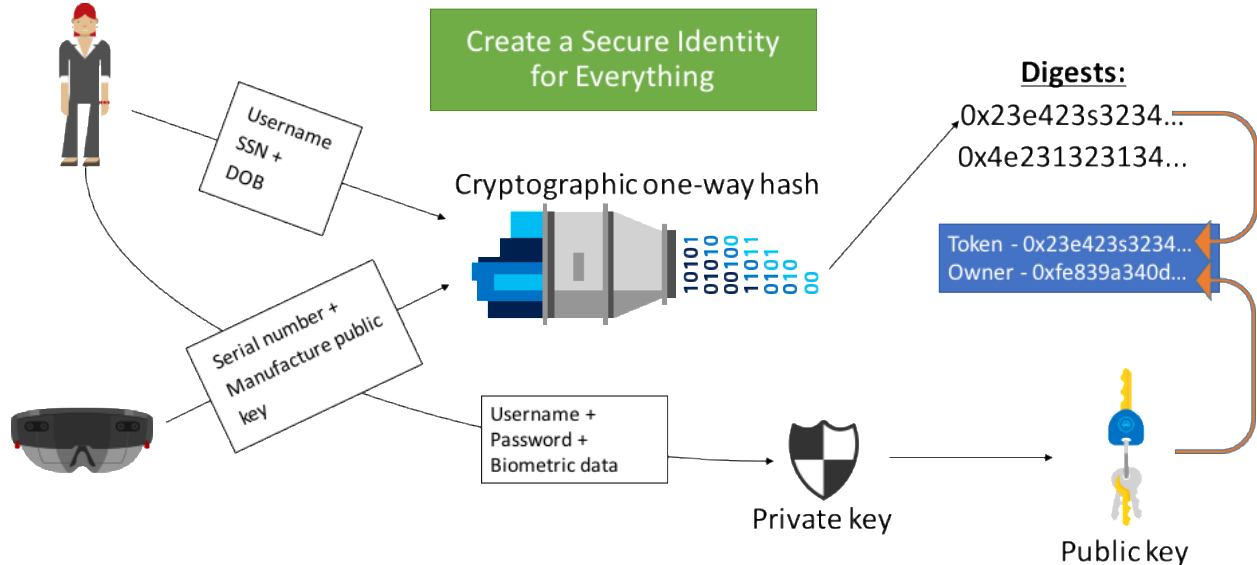 Create a Secure Identity
for Everything
Digests:
0x23e423s3234...
0x4e231323134...
Username
SSN +
DOB
Cryptographic one-way hash
10101
01010
00100
11011
0101
010
00
Token - 0x23e423s3234...
Owner - 0xfe839a340d...
Serial number +
Manufacture public
key
Username +
Password +
Biometric data
Private key
Public key